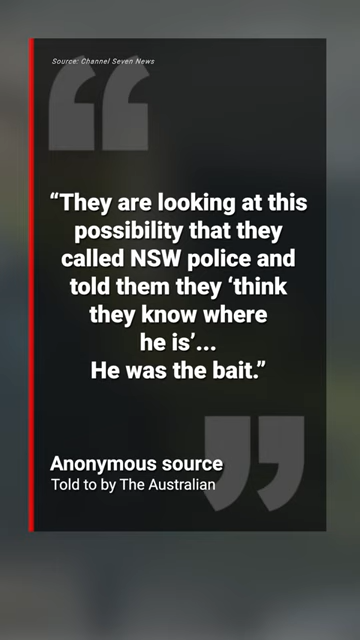 Source: Channel Seven News
“They are looking at this
possibility that they
called NSW police and
told them they ‘think
they know where
he is’...
He was the bait.”
Anonymous source
Told to by The Australian